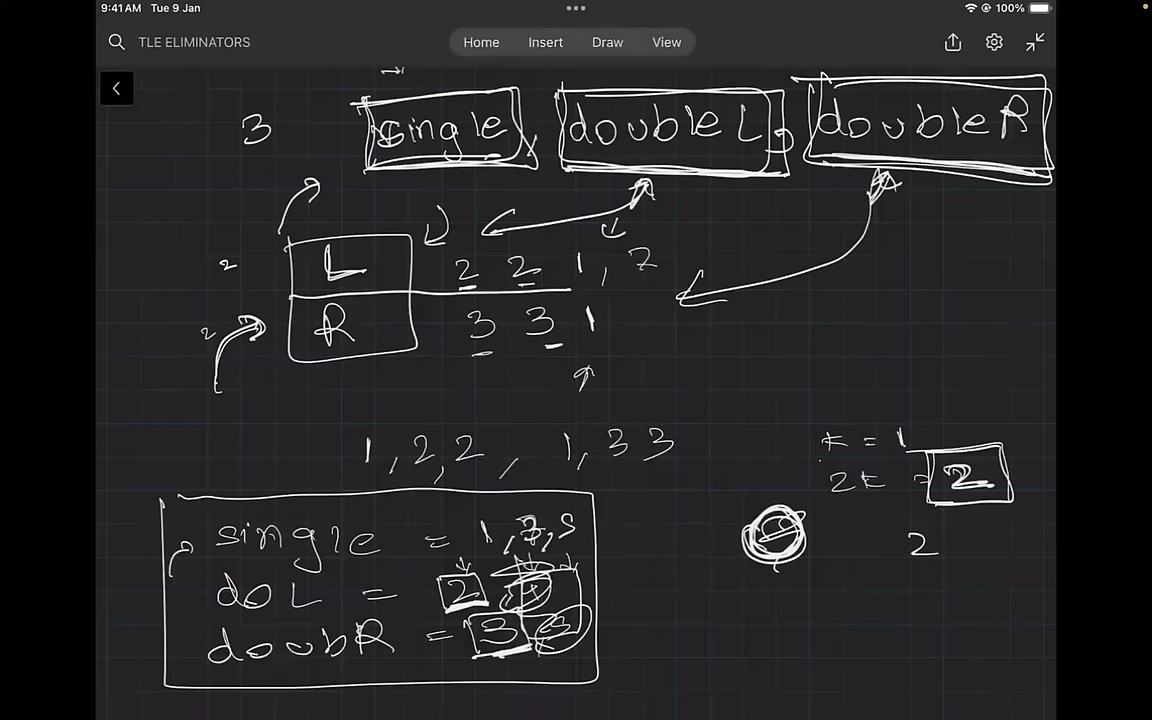 9:41 AM Tue 9 Jan
100%
TLE ELIMINATORS
Home Insert Draw View
3 single, doubleL, doubleR
2 L 2 2 1, 7
2 R 3 3 1
1, 2, 2, 1, 3 3
k = 1
2k = 2
single = 1,
2
doL = 2
doubR = 3